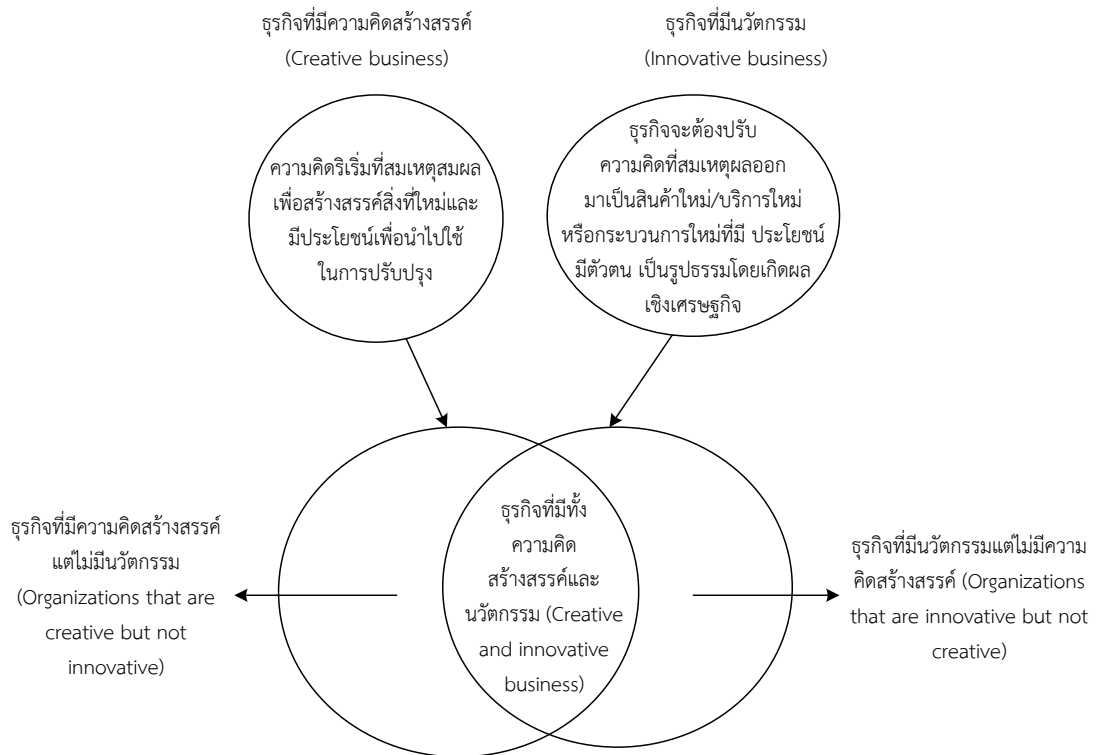 ธุรกิจที่มีความคิดสร้างสรรค์
(Creative business)
ธุรกิจที่มีนวัตกรรม
(Innovative business)
ความคิดริเริ่มที่สมเหตุสมผล
เพื่อสร้างสรรค์สิ่งที่ใหม่และ
มีประโยชน์เพื่อนำไปใช้
ในการปรับปรุง
ธุรกิจจะต้องปรับ
ความคิดที่สมเหตุผลออก
มาเป็นสินค้าใหม่/บริการใหม่
หรือกระบวนการใหม่ที่มี ประโยชน์
มีตัวตน เป็นรูปธรรมโดยเกิดผล
เชิงเศรษฐกิจ
ธุรกิจที่มีความคิดสร้างสรรค์
แต่ไม่มีนวัตกรรม
(Organizations that are
creative but not
innovative)
ธุรกิจที่มีทั้ง
ความคิด
สร้างสรรค์และ
นวัตกรรม (Creative
and innovative
business)
ธุรกิจที่มีนวัตกรรมแต่ไม่มีความ
คิดสร้างสรรค์ (Organizations
that are innovative but not
creative)